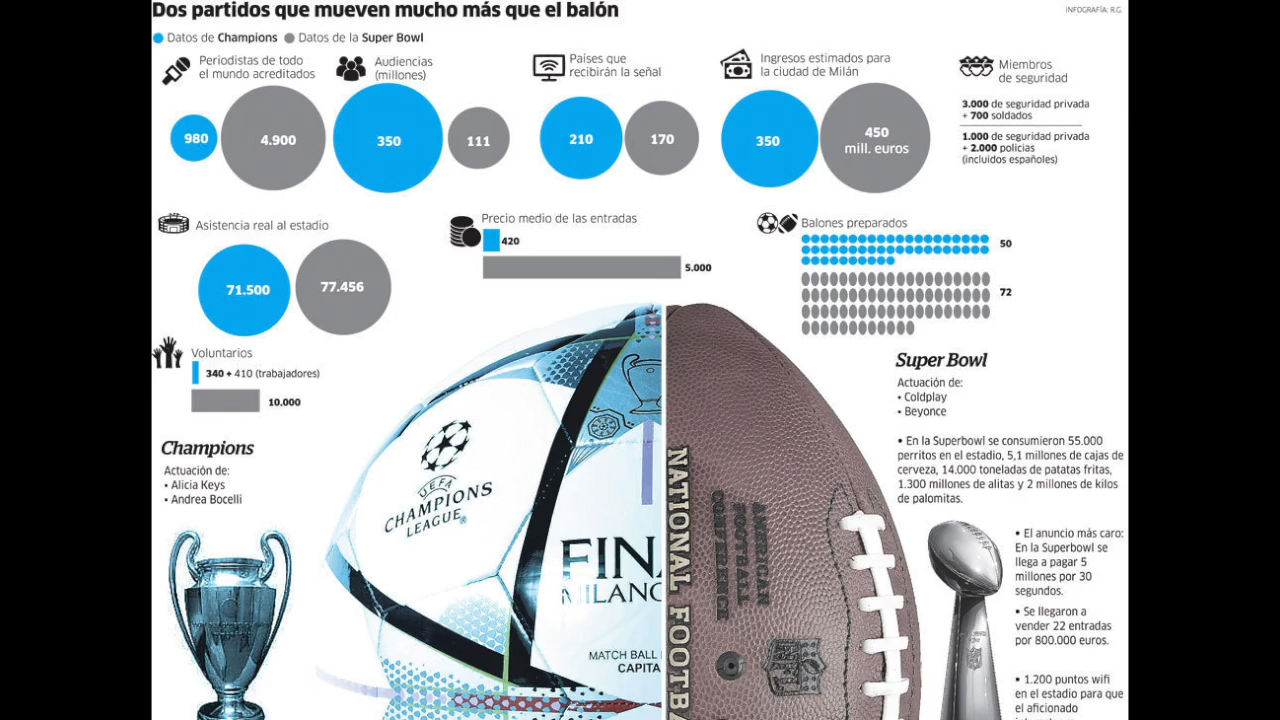 Dos partidos que mueven mucho más que el balón
INFOGRAFÍA: R.G.
Datos de Champions
Datos de la Super Bowl
Periodistas de todo
el mundo acreditados
980
4.900
Audiencias
(millones)
350
111
Países que
recibirán la señal
210
170
Ingresos estimados para
la ciudad de Milán
350
450
mill. euros
Miembros
de seguridad
3.000 de seguridad privada
+ 700 soldados
1.000 de seguridad privada
+ 2.000 policias
(incluidos españoles)
Asistencia real al estadio
71.500
77.456
Precio medio de las entradas
420
5.000
Balones preparados
50
72
Voluntarios
340 + 410 (trabajadores)
10.000
Champions
Actuación de:
• Alicia Keys
• Andrea Bocelli
UEFA
CHAMPIONS
LEAGUE®
FINA
MILANO
MATCH BALL
CAPITA
NATIONAL FOOTBA
AMERICAN
FOOTBALL
CONFERENCE
Super Bowl
Actuación de:
• Coldplay
• Beyonce
• En la Superbowl se consumieron 55.000
perritos en el estadio, 5,1 millones de cajas de
cerveza, 14.000 toneladas de patatas fritas,
1.300 millones de alitas y 2 millones de kilos
de palomitas.
• El anuncio más caro:
En la Superbowl se
llega a pagar 5
millones por 30
segundos.
• Se llegaron a
vender 22 entradas
por 800.000 euros.
• 1.200 puntos wifi
en el estadio para que
el aficionado